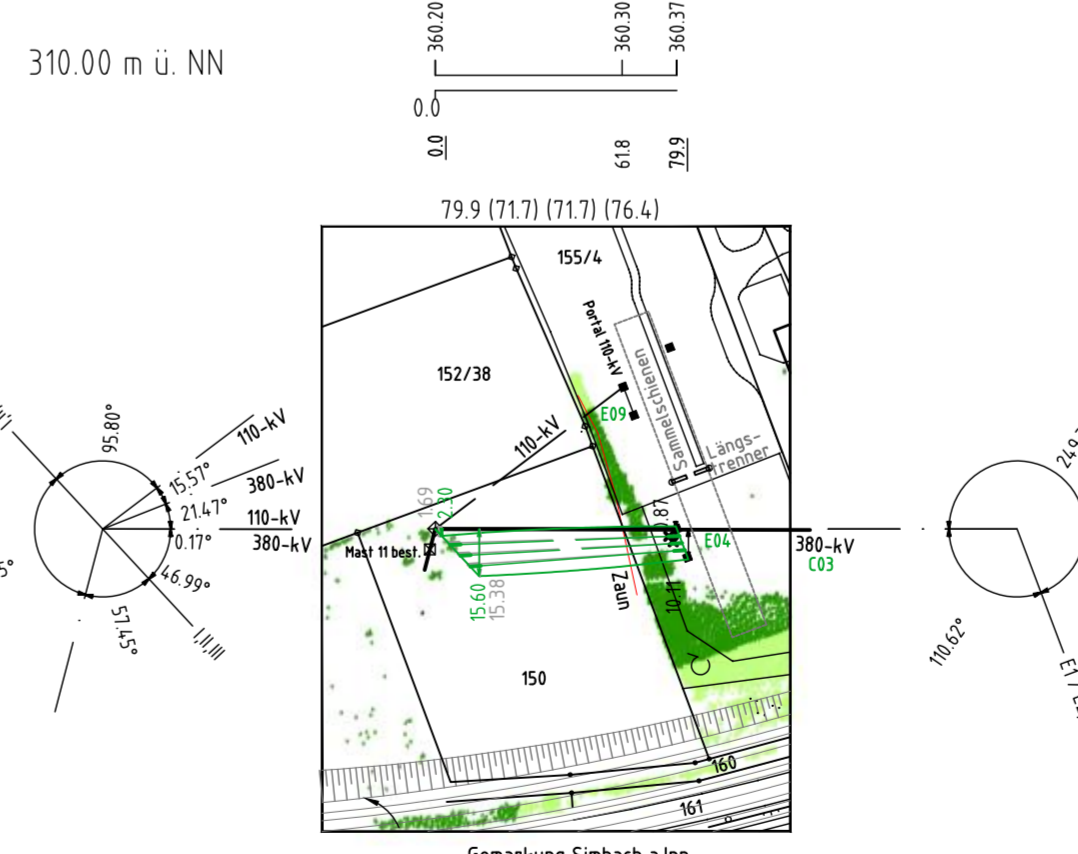 310.00 m ü. NN
360.20
360.30
360.37
0.0
0.0
61.8
79.9
79.9 (71.7) (71.7) (76.4)
155/4
Portal 110-kV
152/38
Sammelschienen
E09
Längs-
trenner
110-kV
95.80°
110-kV
15.57°
380-kV
21.47°
110-kV
0.17°
380-kV
46.99°
57.45°
I,II,III
1.69
2.30
Mast 11 best.
E04
380-kV
C03
15.60
15.38
Zaun
10.11
110.62°
150
160
161
Gemarkung Simbach a.Inn